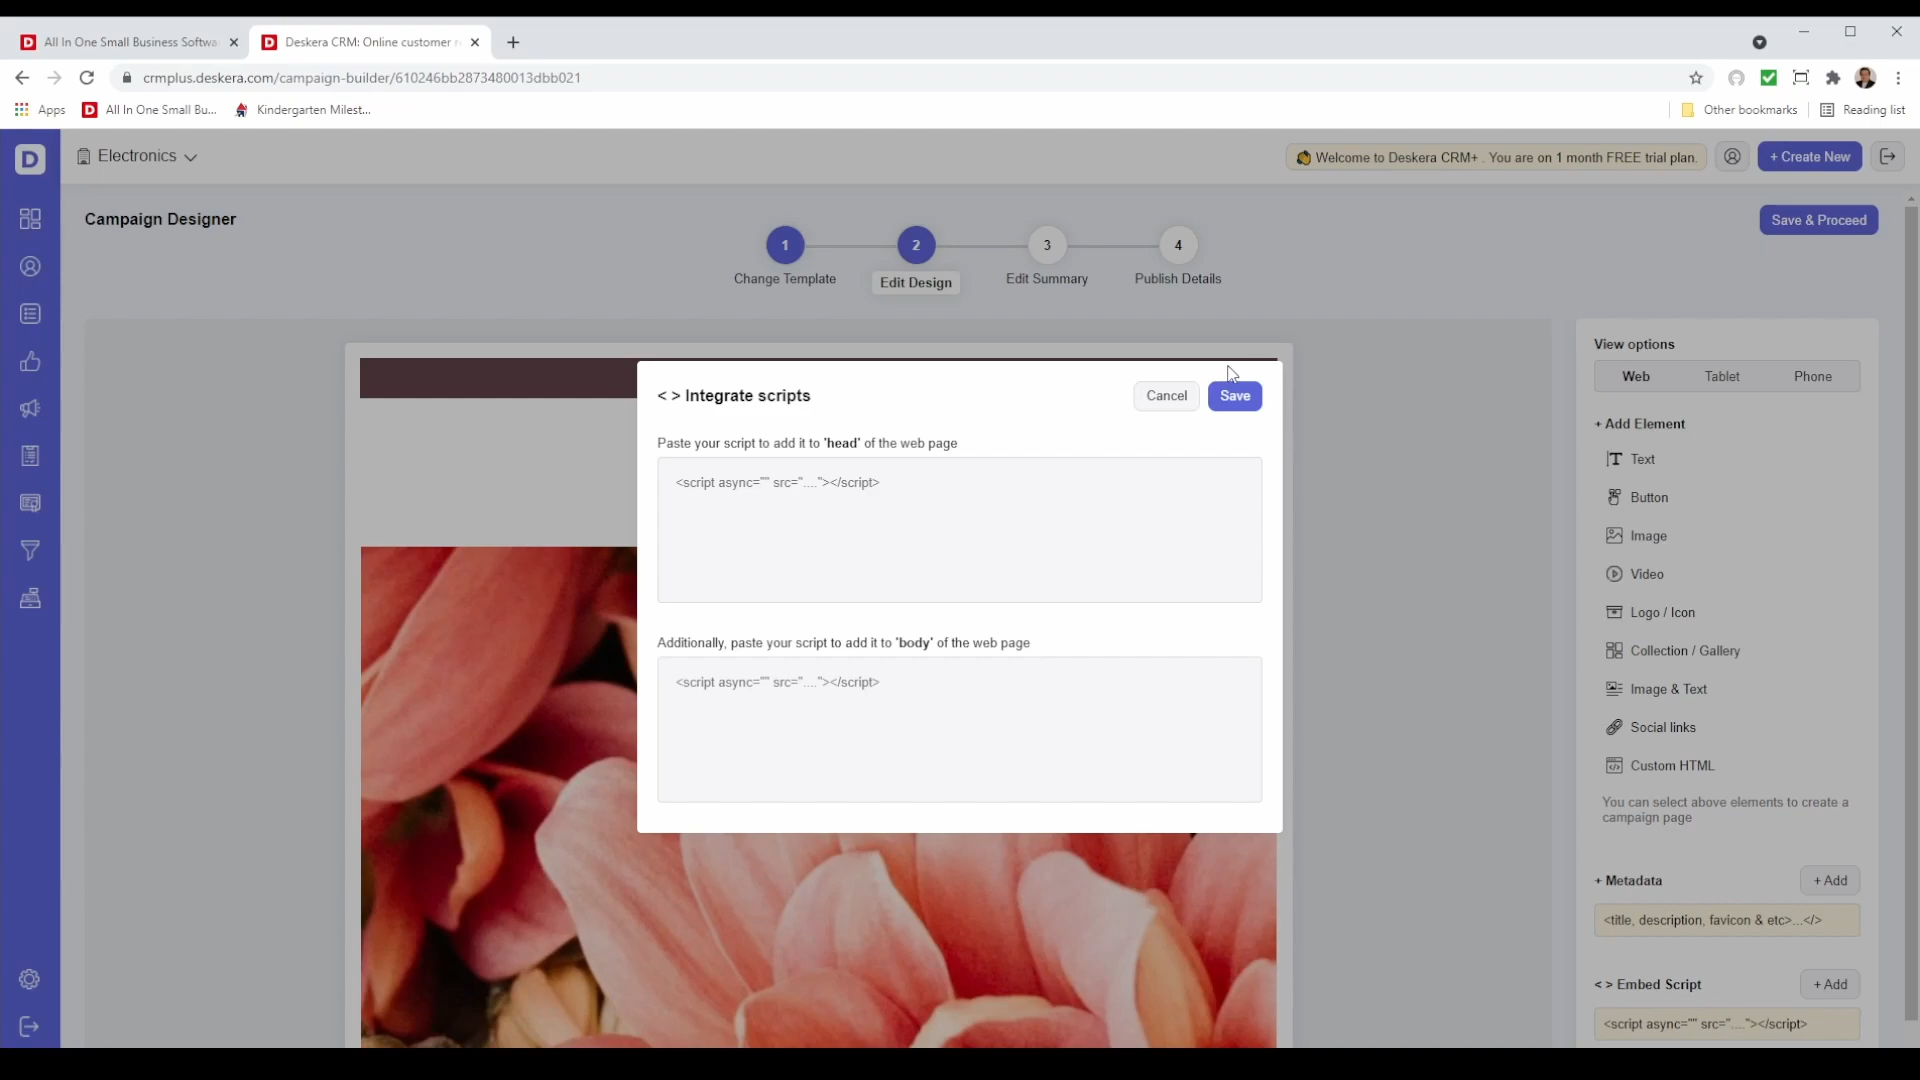 All In One Small Business Softwa
Deskera CRM: Online customer r
crmplus.deskera.com/campaign-builder/610246bb2873480013dbb021
Apps
All In One Small Bu...
Kindergarten Milest...
Other bookmarks
Reading list
D
Electronics
Welcome to Deskera CRM+ . You are on 1 month FREE trial plan.
+ Create New
Campaign Designer
Save & Proceed
1
2
3
4
Change Template
Edit Design
Edit Summary
Publish Details
View options
Web
Tablet
Phone
< > Integrate scripts
Cancel
Save
+ Add Element
Paste your script to add it to 'head' of the web page
Text
<script async="" src="...."></script>
Button
Image
Video
Logo / Icon
Additionally, paste your script to add it to 'body' of the web page
Collection / Gallery
<script async="" src="...."></script>
Image & Text
Social links
Custom HTML
You can select above elements to create a
campaign page
+ Metadata
+ Add
<title, description, favicon & etc>...</>
< > Embed Script
+ Add
<script async="" src="...."></script>